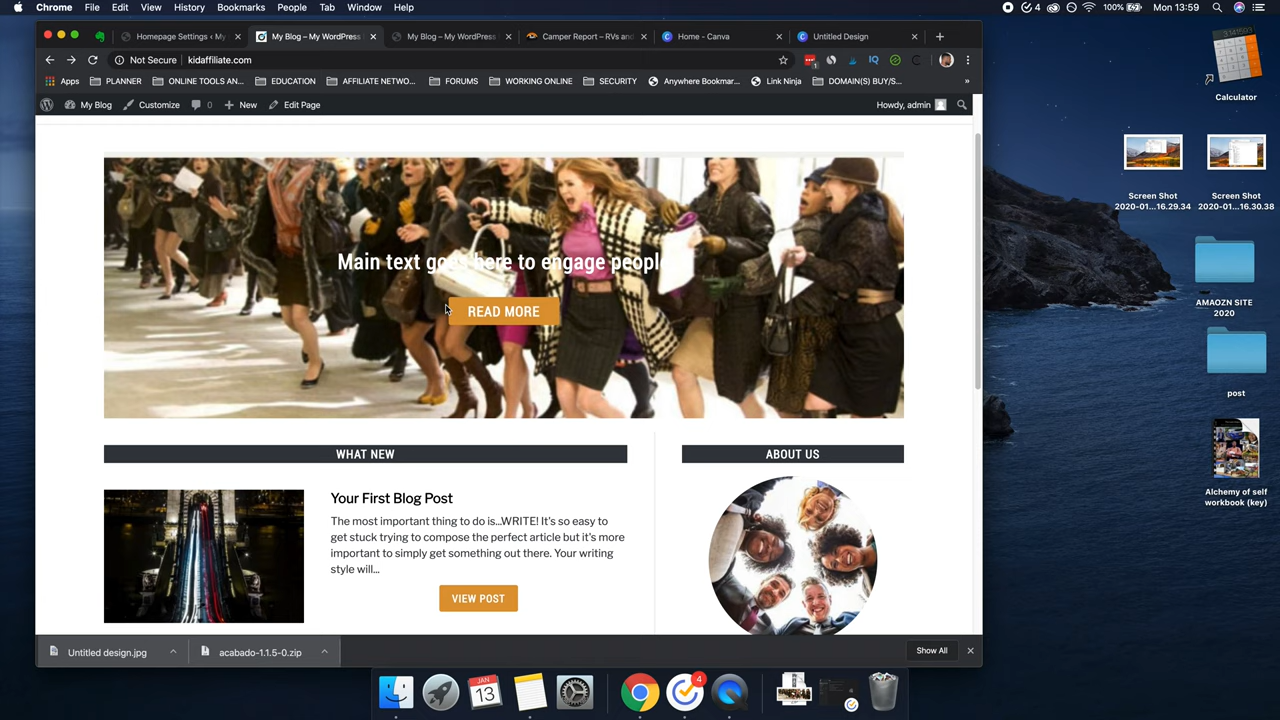 Chrome File Edit View History Bookmarks People Tab Window Help
4 100% Mon 13:59
Homepage Settings ‹ My
My Blog – My WordPress
My Blog – My WordPress
Camper Report – RVs and
Home - Canva
Untitled Design
Not Secure kidaffiliate.com
1
Apps PLANNER ONLINE TOOLS AN... EDUCATION AFFILIATE NETWO... FORUMS WORKING ONLINE SECURITY Anywhere Bookmar... Link Ninja DOMAIN(S) BUY/S... »
My Blog Customize 0 New Edit Page Howdy, admin
Main text goes here to engage people
READ MORE
WHAT NEW
ABOUT US
Your First Blog Post
The most important thing to do is...WRITE! It's so easy to
get stuck trying to compose the perfect article but it's more
important to simply get something out there. Your writing
style will...
VIEW POST
Untitled design.jpg
acabado-1.1.5-0.zip
Show All
Calculator
Screen Shot
2020-01...16.29.34
Screen Shot
2020-01...16.30.38
AMAOZN SITE
2020
post
Alchemy of self
workbook (key)
JAN
13
4